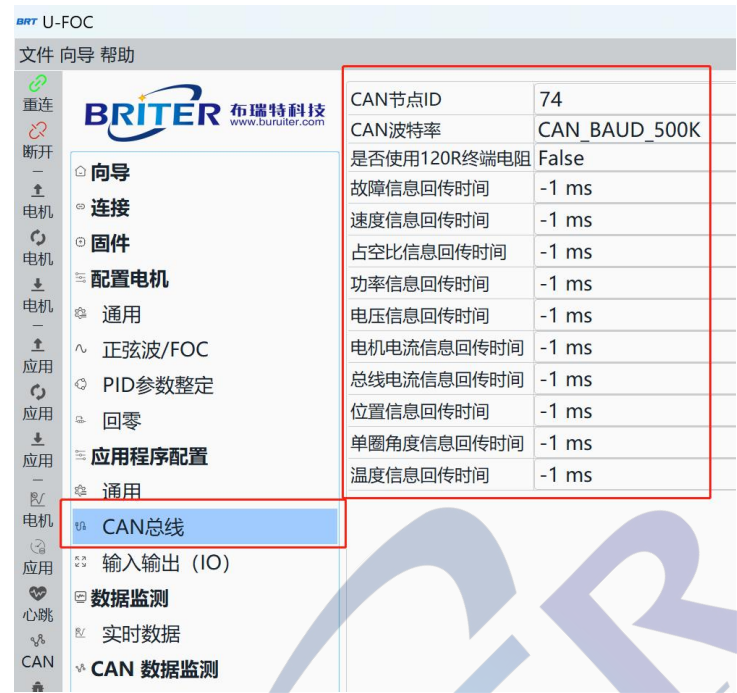 BRT U-FOC
文件 向导 帮助
重连
断开
电机
电机
电机
应用
应用
应用
电机
应用
心跳
CAN
BRITER 布瑞特科技
www.buruiter.com
向导
连接
固件
配置电机
通用
正弦波/FOC
PID参数整定
回零
应用程序配置
通用
CAN总线
输入输出（IO）
数据监测
实时数据
CAN 数据监测
CAN节点ID 74
CAN波特率 CAN_BAUD_500K
是否使用120R终端电阻 False
故障信息回传时间 -1 ms
速度信息回传时间 -1 ms
占空比信息回传时间 -1 ms
功率信息回传时间 -1 ms
电压信息回传时间 -1 ms
电机电流信息回传时间 -1 ms
总线电流信息回传时间 -1 ms
位置信息回传时间 -1 ms
单圈角度信息回传时间 -1 ms
温度信息回传时间 -1 ms